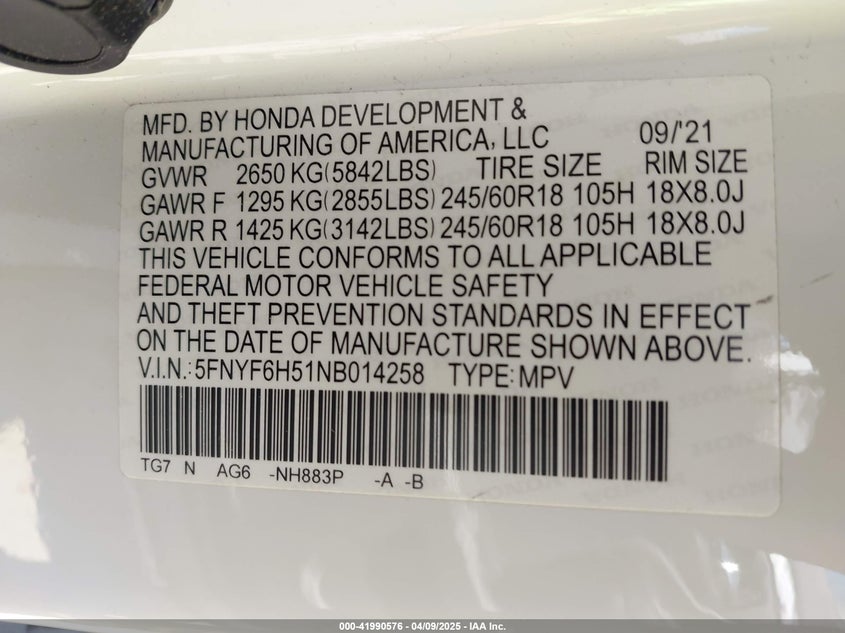 MFD. BY HONDA DEVELOPMENT &
MANUFACTURING OF AMERICA, LLC 09/'21
GVWR 2650 KG(5842LBS) TIRE SIZE RIM SIZE
GAWR F 1295 KG(2855LBS) 245/60R18 105H 18X8.0J
GAWR R 1425 KG(3142LBS) 245/60R18 105H 18X8.0J
THIS VEHICLE CONFORMS TO ALL APPLICABLE
FEDERAL MOTOR VEHICLE SAFETY
AND THEFT PREVENTION STANDARDS IN EFFECT
ON THE DATE OF MANUFACTURE SHOWN ABOVE.
V.I.N.: 5FNYF6H51NB014258 TYPE: MPV
TG7 N AG6 -NH883P -A -B
000-41990576 - 04/09/2025 - IAA Inc.